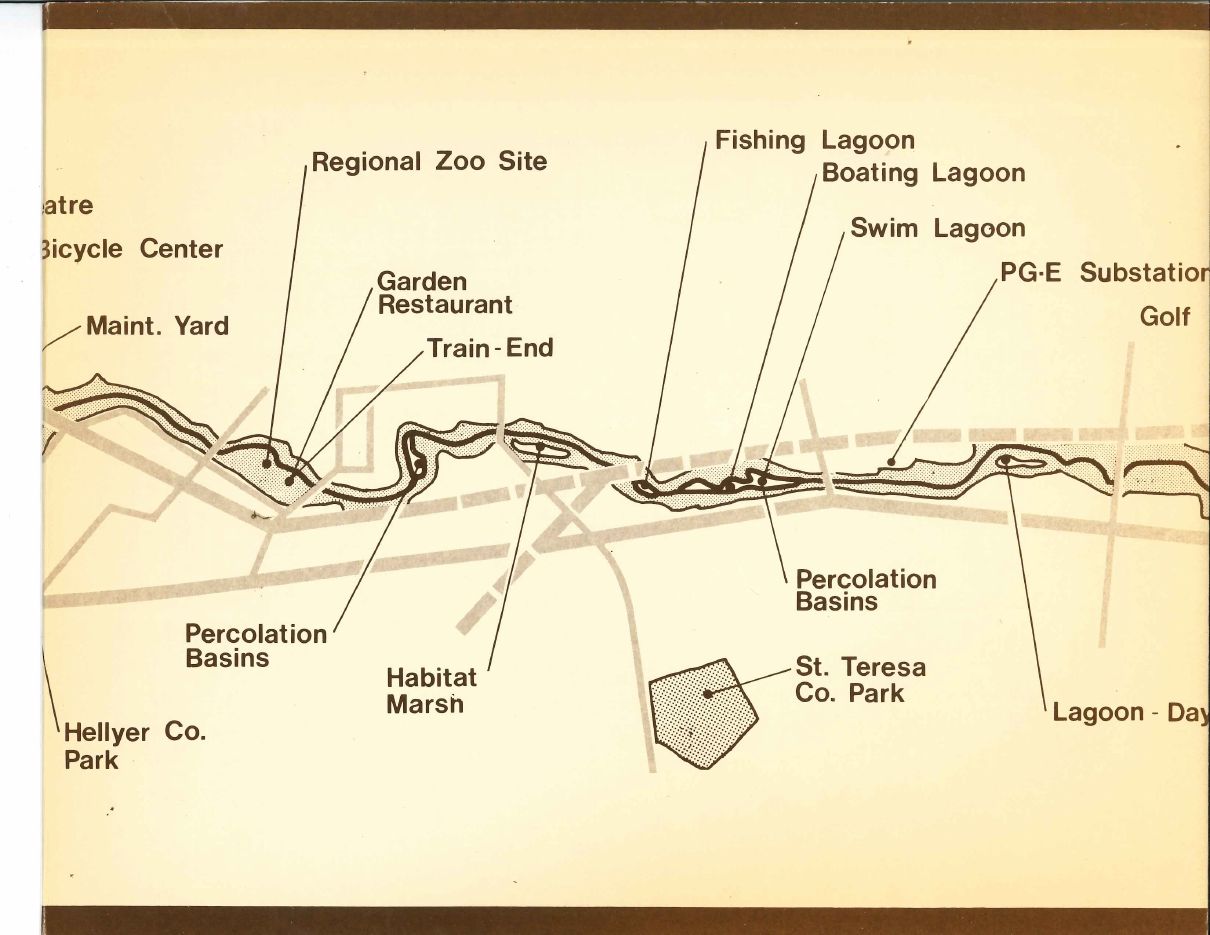 Fishing Lagoon
Regional Zoo Site
Boating Lagoon
atre
Swim Lagoon
Bicycle Center
PG·E Substation
Garden
Restaurant
Golf
Maint. Yard
Train-End
Percolation
Basins
Percolation
Basins
Habitat
Marsh
St. Teresa
Co. Park
Lagoon - Day
Hellyer Co.
Park